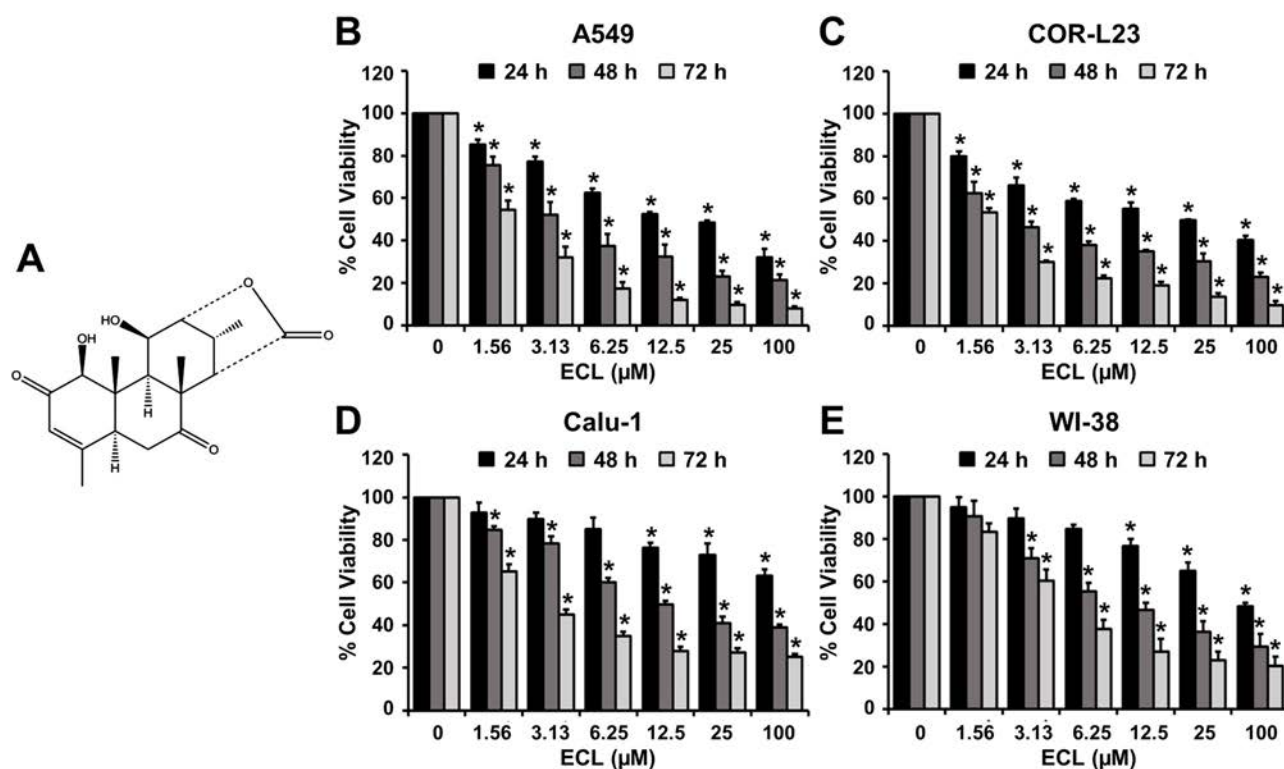 A
O
O
HO
OH
O
H
H
O
B
A549
24 h 48 h 72 h
% Cell Viability
120
100
80
60
40
20
0
* * * * * * * * * * * * * * * * * *
0 1.56 3.13 6.25 12.5 25 100
ECL (µM)
C
COR-L23
24 h 48 h 72 h
% Cell Viability
120
100
80
60
40
20
0
* * * * * * * * * * * * * * * * * *
0 1.56 3.13 6.25 12.5 25 100
ECL (µM)
D
Calu-1
24 h 48 h 72 h
% Cell Viability
120
100
80
60
40
20
0
* * * * * * * * * * * * * * *
0 1.56 3.13 6.25 12.5 25 100
ECL (µM)
E
WI-38
24 h 48 h 72 h
% Cell Viability
120
100
80
60
40
20
0
* * * * * * * * * * * * *
0 1.56 3.13 6.25 12.5 25 100
ECL (µM)